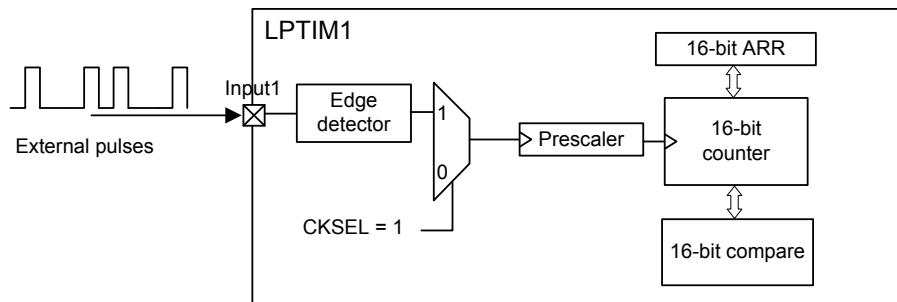 LPTIM1
16-bit ARR
Input1
Edge
detector
1
Prescaler
16-bit
counter
External pulses
0
CKSEL = 1
16-bit compare